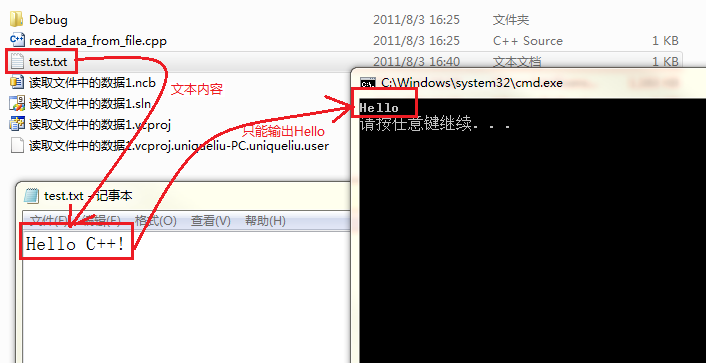 Debug 2011/8/3 16:25 文件夹
read_data_from_file.cpp 2011/8/3 16:25 C++ Source 1 KB
test.txt 2011/8/3 16:40 文本文档 1 KB
读取文件中的数据1.ncb
读取文件中的数据1.sln
读取文件中的数据1.vcproj
读取文件中的数据1.vcproj.uniqueliu-PC.uniqueliu.user
文本内容
只能输出Hello
C:\Windows\system32\cmd.exe
Hello
请按任意键继续. . .
test.txt - 记事本
文件(F) 编辑(E) 格式(O) 查看(V) 帮助(H)
Hello C++!